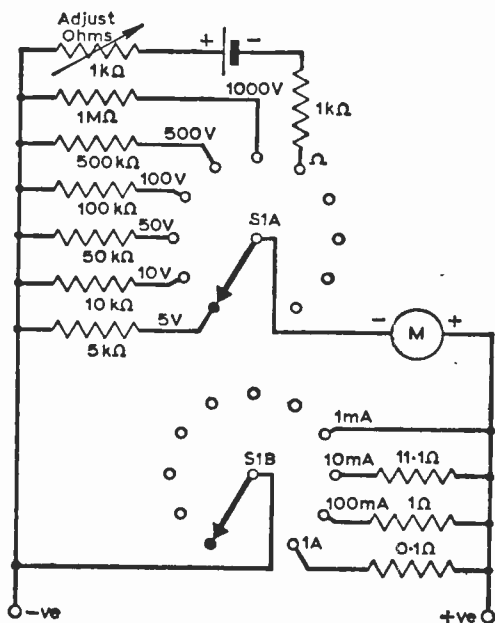 Adjust
Ohms
+ -
1kΩ
1000V
1kΩ
1MΩ
500V
Ω
500kΩ
100V
100kΩ
50V
S1A
50kΩ
10V
10kΩ
5V
- M +
5kΩ
1mA
S1B
10mA 11·1Ω
100mA 1Ω
1A
0·1Ω
-ve
+ve